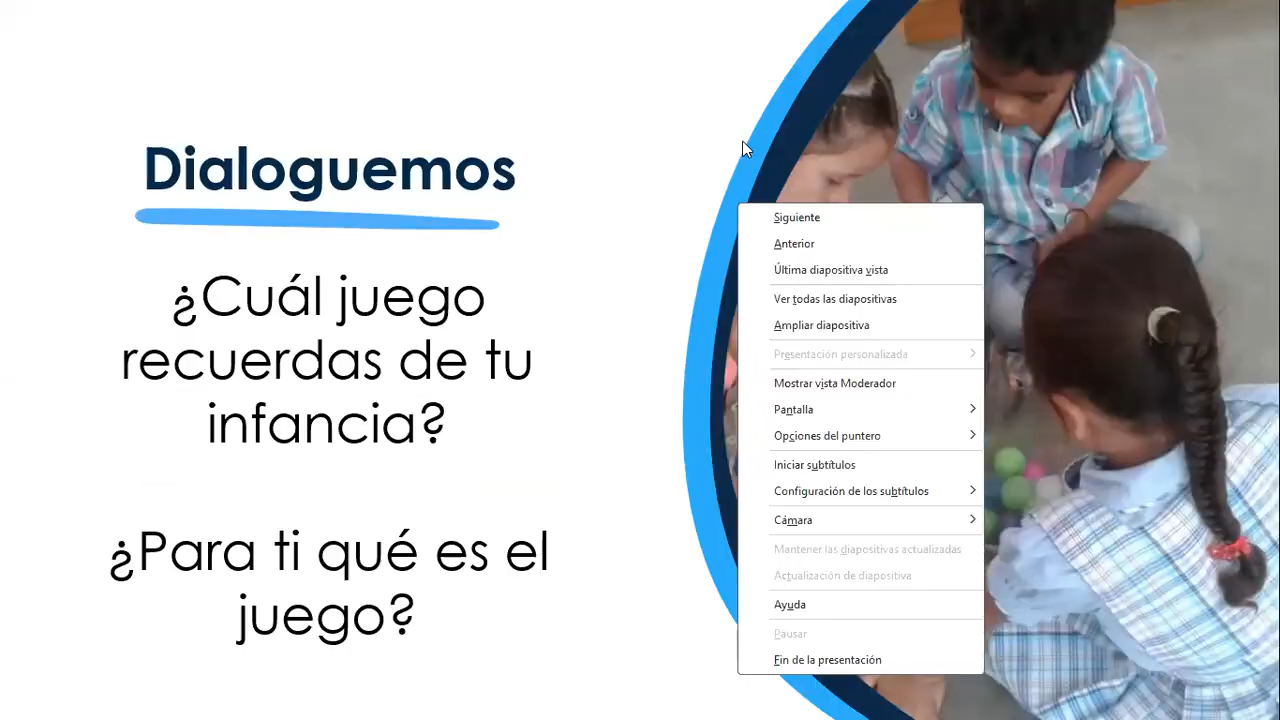 Dialoguemos
¿Cuál juego
recuerdas de tu
infancia?
¿Para ti qué es el
juego?
Siguiente
Anterior
Última diapositiva vista
Ver todas las diapositivas
Ampliar diapositiva
Presentación personalizada
Mostrar vista Moderador
Pantalla
Opciones del puntero
Iniciar subtítulos
Configuración de los subtítulos
Cámara
Mantener las diapositivas actualizadas
Actualización de diapositiva
Ayuda
Pausar
Fin de la presentación